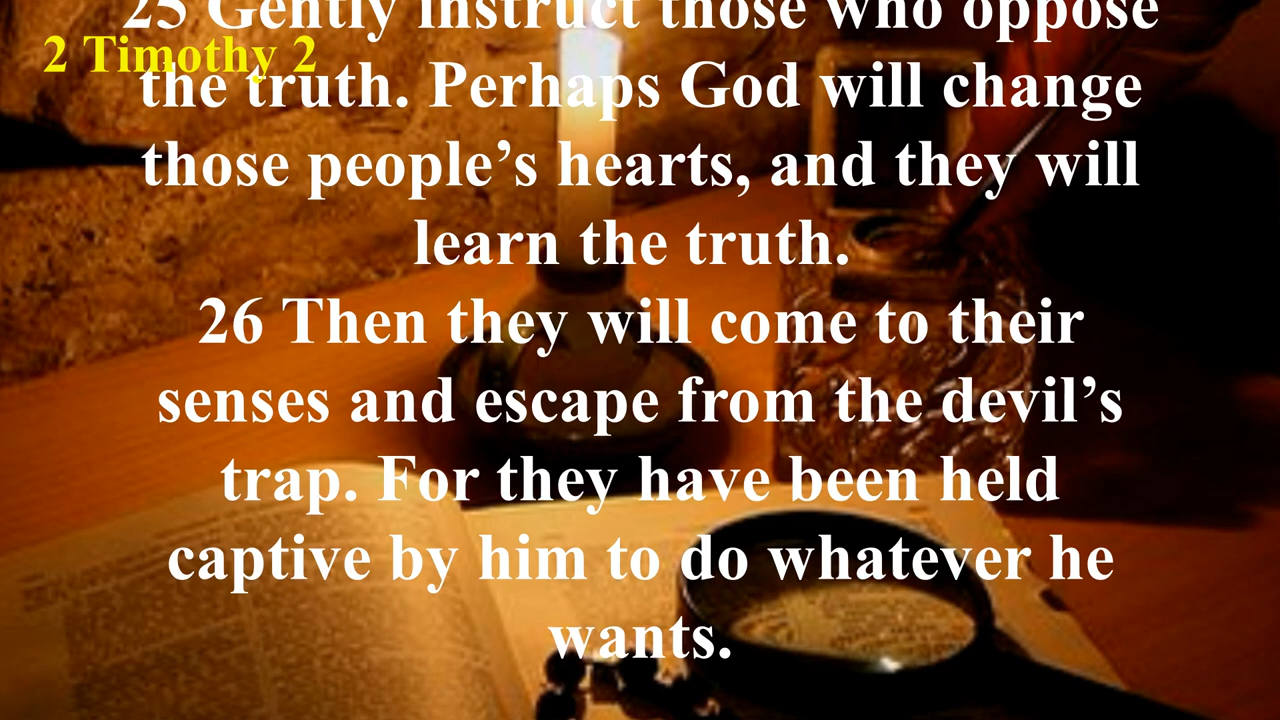 25 Gently instruct those who oppose
2 Timothy 2
the truth. Perhaps God will change
those people’s hearts, and they will
learn the truth.
26 Then they will come to their
senses and escape from the devil’s
trap. For they have been held
captive by him to do whatever he
wants.